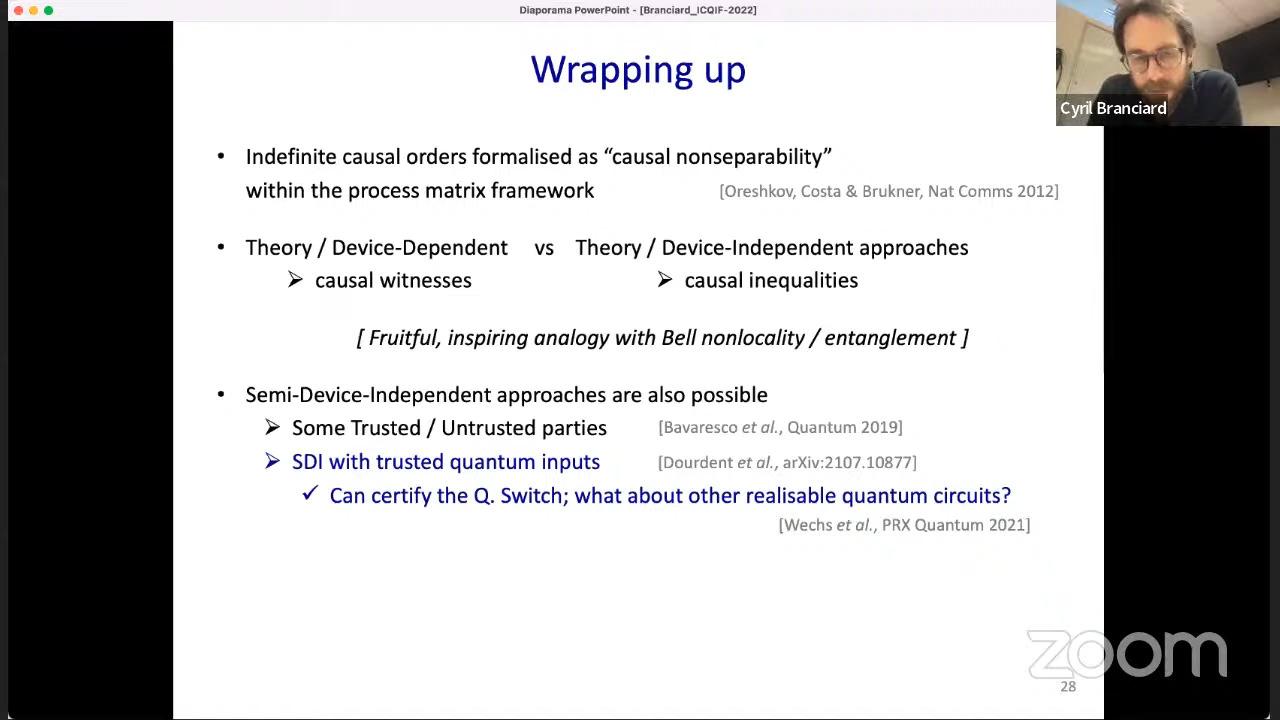 Diaporama PowerPoint - [Branciard_ICQIF-2022]
Wrapping up
Cyril Branciard
• Indefinite causal orders formalised as “causal nonseparability”
within the process matrix framework [Oreshkov, Costa & Brukner, Nat Comms 2012]
• Theory / Device-Dependent vs Theory / Device-Independent approaches
➢ causal witnesses ➢ causal inequalities
[ Fruitful, inspiring analogy with Bell nonlocality / entanglement ]
• Semi-Device-Independent approaches are also possible
➢ Some Trusted / Untrusted parties [Bavaresco et al., Quantum 2019]
➢ SDI with trusted quantum inputs [Dourdent et al., arXiv:2107.10877]
✓ Can certify the Q. Switch; what about other realisable quantum circuits?
[Wechs et al., PRX Quantum 2021]
zoom
28